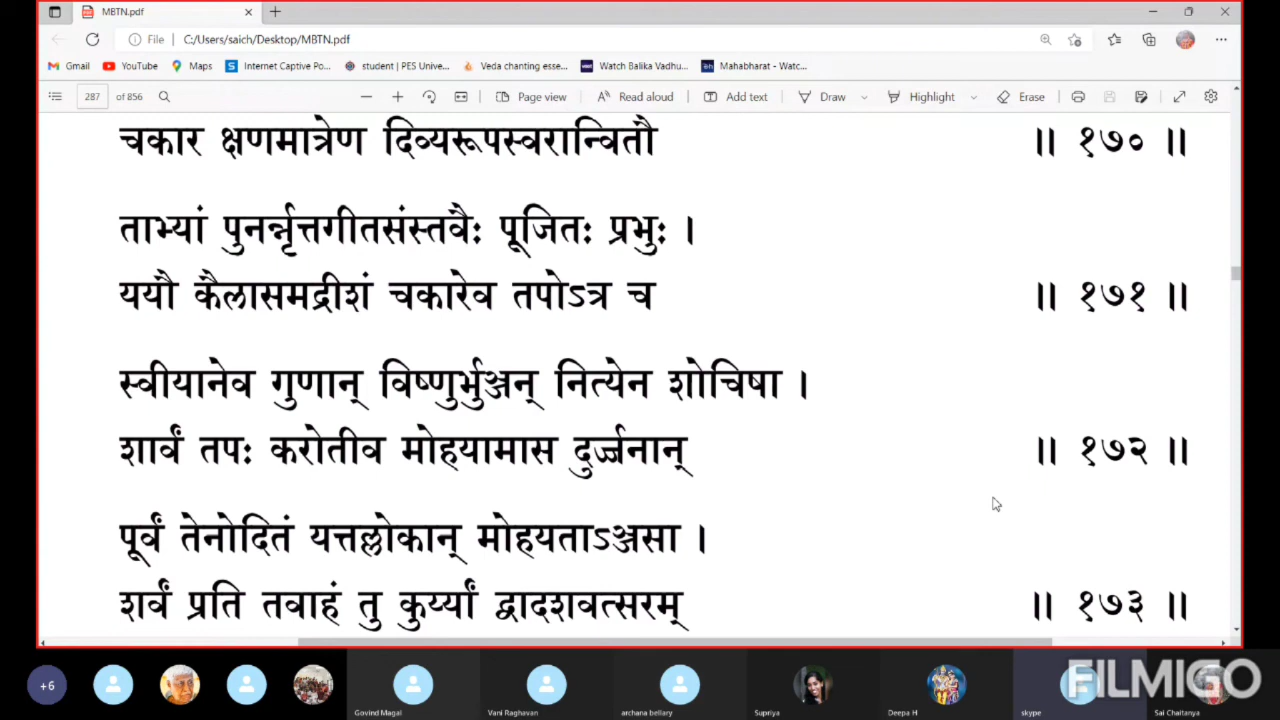 MBTN.pdf
File C:/Users/saich/Desktop/MBTN.pdf
Gmail YouTube Maps Internet Captive Po... student | PES Unive... Veda chanting esse... Watch Balika Vadhu... Mahabharat - Watc...
287 of 856 Page view Read aloud Add text Draw Highlight Erase
चकार क्षणमात्रेण दिव्यरूपस्वरान्वितौ ॥ १७० ॥
ताभ्यां पुनर्न्नृत्तगीतसंस्तवैः पूजितः प्रभुः ।
ययौ कैलासमद्रीशं चकारेव तपोऽत्र च ॥ १७१ ॥
स्वीयानेव गुणान् विष्णुर्भुञ्जन् नित्येन शोचिषा ।
शार्वं तपः करोतीव मोहयामास दुर्ज्जनान् ॥ १७२ ॥
पूर्वं तेनोदितं यत्तल्लोकान् मोहयताऽञ्जसा ।
शर्वं प्रति तवाहं तु कुर्य्यां द्वादशवत्सरम् ॥ १७३ ॥
+6 Govind Magal Vani Raghavan archana bellary Supriya Deepa H skype Sai Chaitanya
FILMIGO